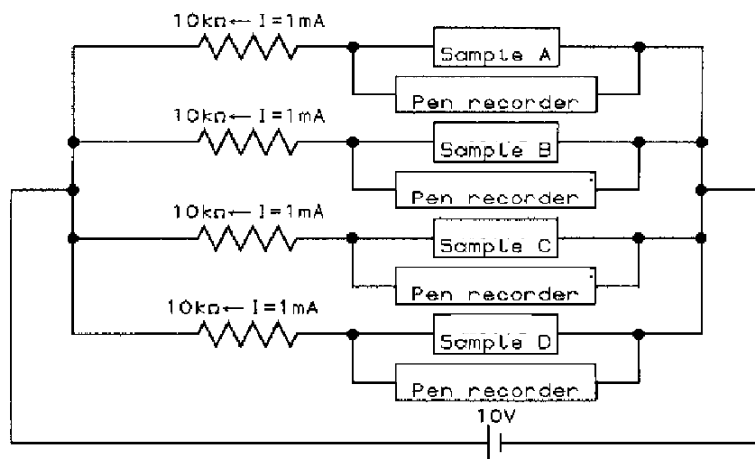 10kΩ← I=1mA
Sample A
Pen recorder
10kΩ← I=1mA
Sample B
Pen recorder
10kΩ← I=1mA
Sample C
Pen recorder
10kΩ← I=1mA
Sample D
Pen recorder
10V